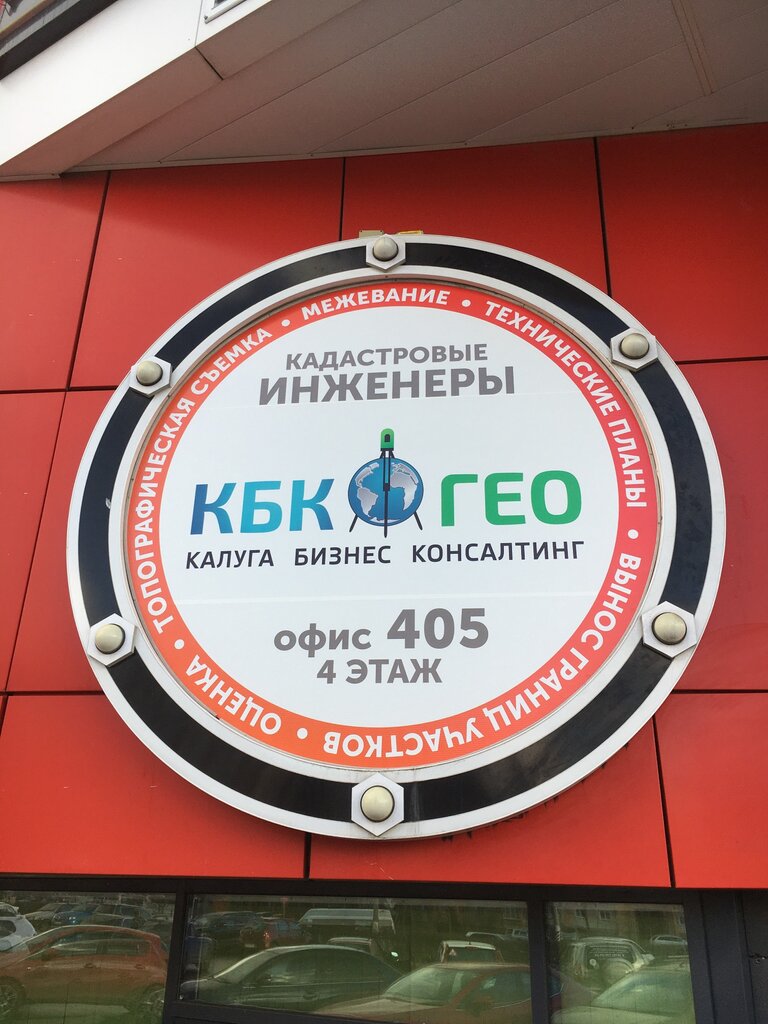 ТОПОГРАФИЧЕСКАЯ СЪЕМКА • МЕЖЕВАНИЕ • ТЕХНИЧЕСКИЕ ПЛАНЫ • ВЫНОС ГРАНИЦ УЧАСТКОВ • ОЦЕНКА •
КАДАСТРОВЫЕ
ИНЖЕНЕРЫ
КБК ГЕО
КАЛУГА БИЗНЕС КОНСАЛТИНГ
офис 405
4 ЭТАЖ